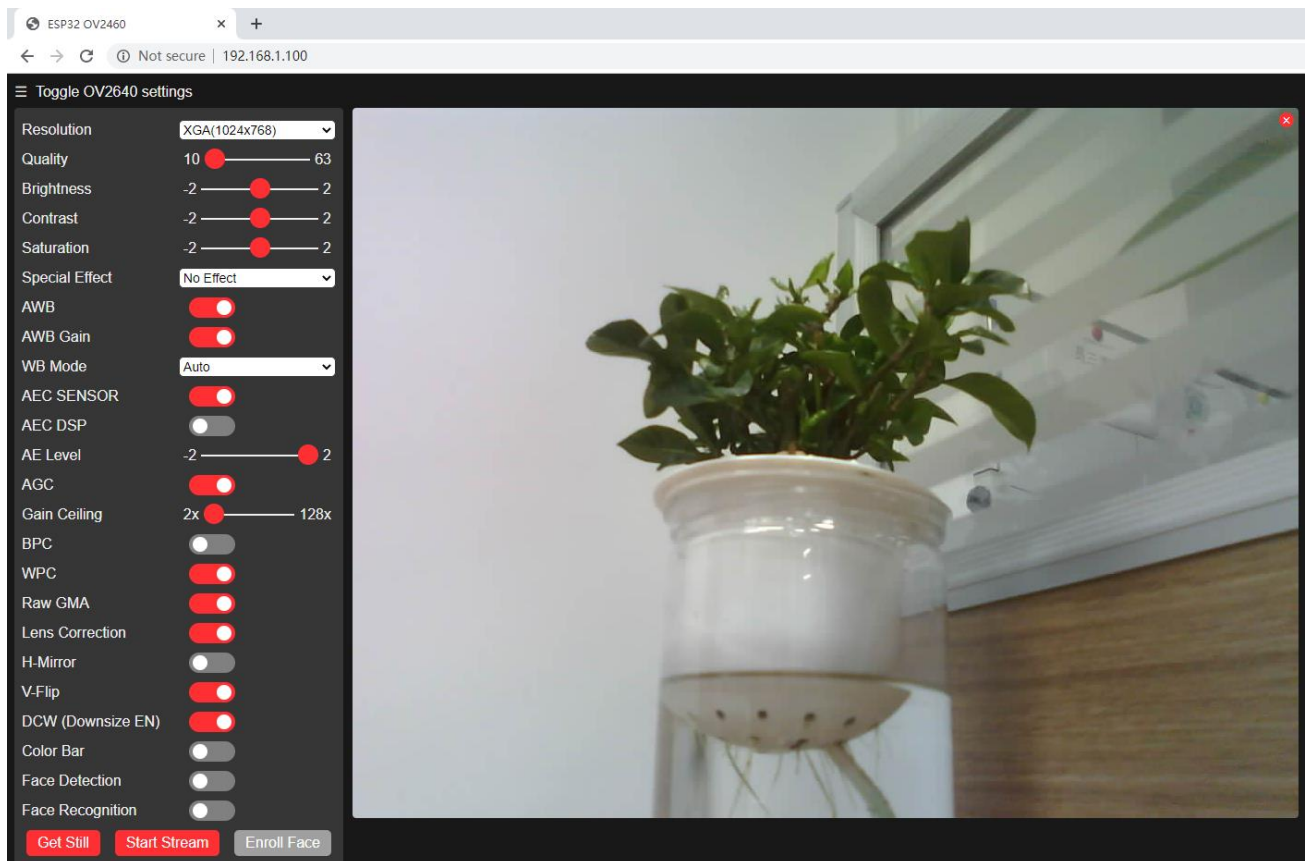 ESP32 OV2460
Not secure | 192.168.1.100
Toggle OV2640 settings
Resolution XGA(1024x768)
Quality 10 63
Brightness -2 2
Contrast -2 2
Saturation -2 2
Special Effect No Effect
AWB
AWB Gain
WB Mode Auto
AEC SENSOR
AEC DSP
AE Level -2 2
AGC
Gain Ceiling 2x 128x
BPC
WPC
Raw GMA
Lens Correction
H-Mirror
V-Flip
DCW (Downsize EN)
Color Bar
Face Detection
Face Recognition
Get Still Start Stream Enroll Face